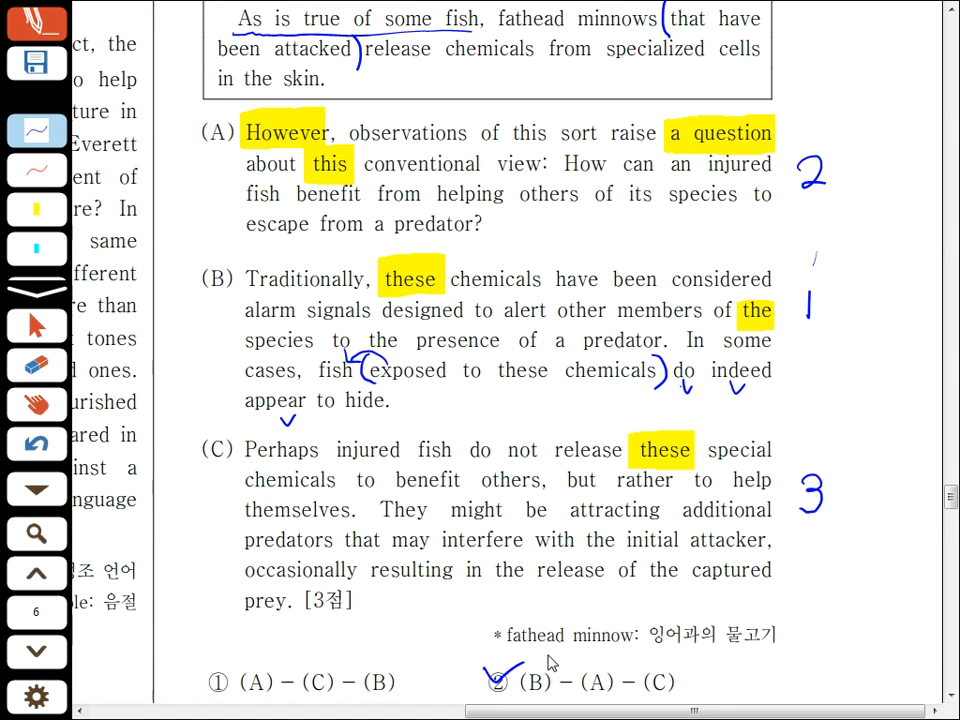 As is true of some fish, fathead minnows that have
been attacked release chemicals from specialized cells
in the skin.
(A) However, observations of this sort raise a question
about this conventional view: How can an injured
fish benefit from helping others of its species to
escape from a predator?
2
(B) Traditionally, these chemicals have been considered
alarm signals designed to alert other members of the
species to the presence of a predator. In some
cases, fish exposed to these chemicals do indeed
appear to hide.
1
(C) Perhaps injured fish do not release these special
chemicals to benefit others, but rather to help
themselves. They might be attracting additional
predators that may interfere with the initial attacker,
occasionally resulting in the release of the captured
prey. [3점]
3
* fathead minnow: 잉어과의 물고기
① (A) - (C) - (B)
② (B) - (A) - (C)
ct, the
o help
ture in
Everett
ent of
re? In
same
fferent
re than
tones
d ones.
urished
ared in
inst a
nguage
조 언어
le: 음절
6